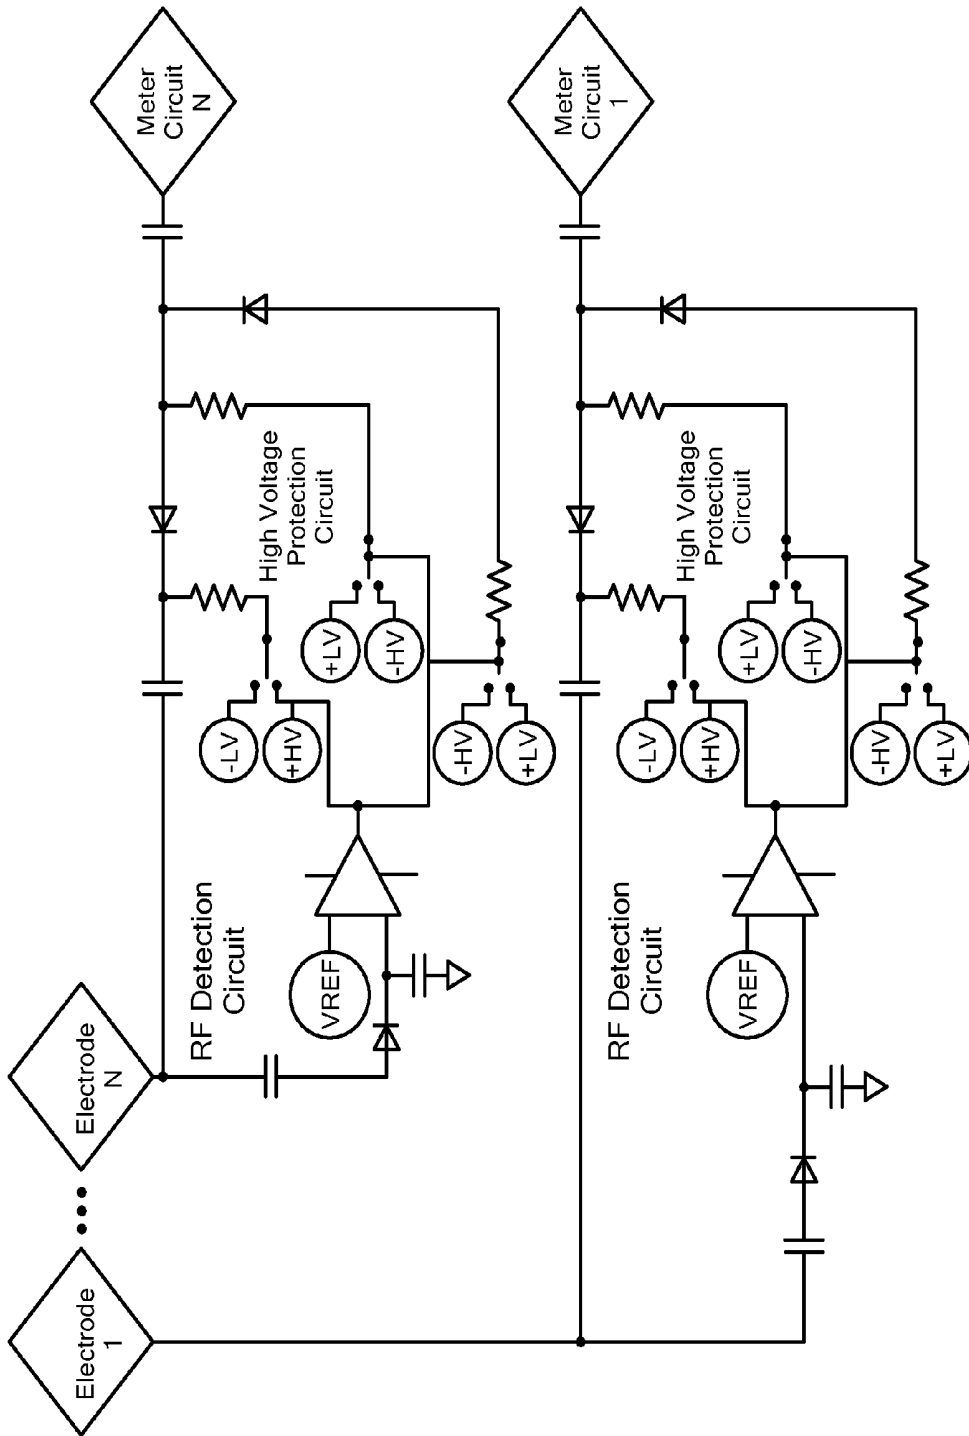 Electrode
1
Electrode
N
RF Detection
Circuit
VREF
-LV
+HV
+LV
-HV
-HV
+LV
High Voltage
Protection
Circuit
Meter
Circuit
N
RF Detection
Circuit
VREF
-LV
+HV
+LV
-HV
-HV
+LV
High Voltage
Protection
Circuit
Meter
Circuit
1